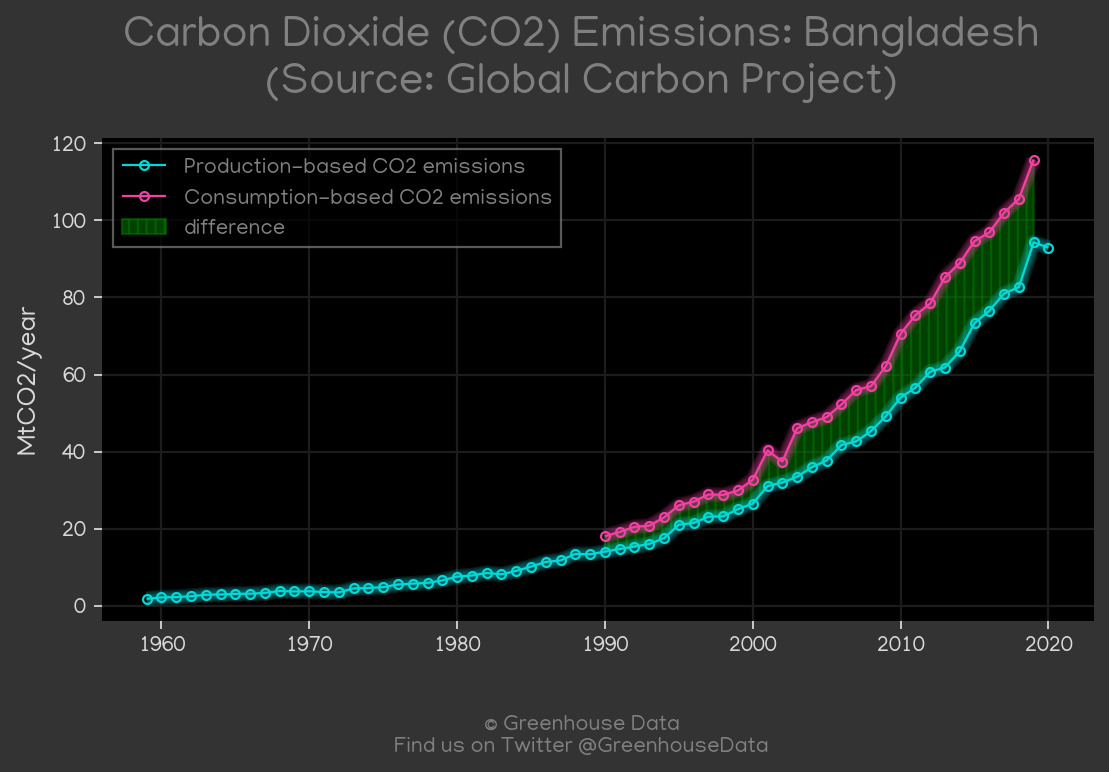 Carbon Dioxide (CO2) Emissions: Bangladesh
(Source: Global Carbon Project)
120
100
80
60
40
20
0
MtCO2/year
Production-based CO2 emissions
Consumption-based CO2 emissions
difference
1960 1970 1980 1990 2000 2010 2020
© Greenhouse Data
Find us on Twitter @GreenhouseData